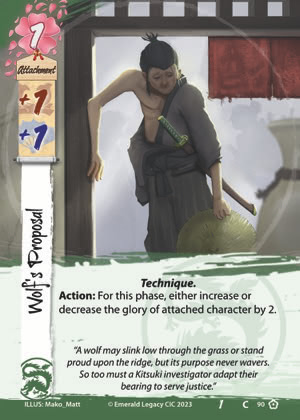 1
Attachment
+1
+1
Wolf's Proposal
Technique.
Action: For this phase, either increase or
decrease the glory of attached character by 2.
"A wolf may slink low through the grass or stand
proud upon the ridge, but its purpose never wavers.
So too must a Kitsuki investigator adapt their
bearing to serve justice."
ILLUS: Mako_Matt © Emerald Legacy CIC 2023 1 C 90